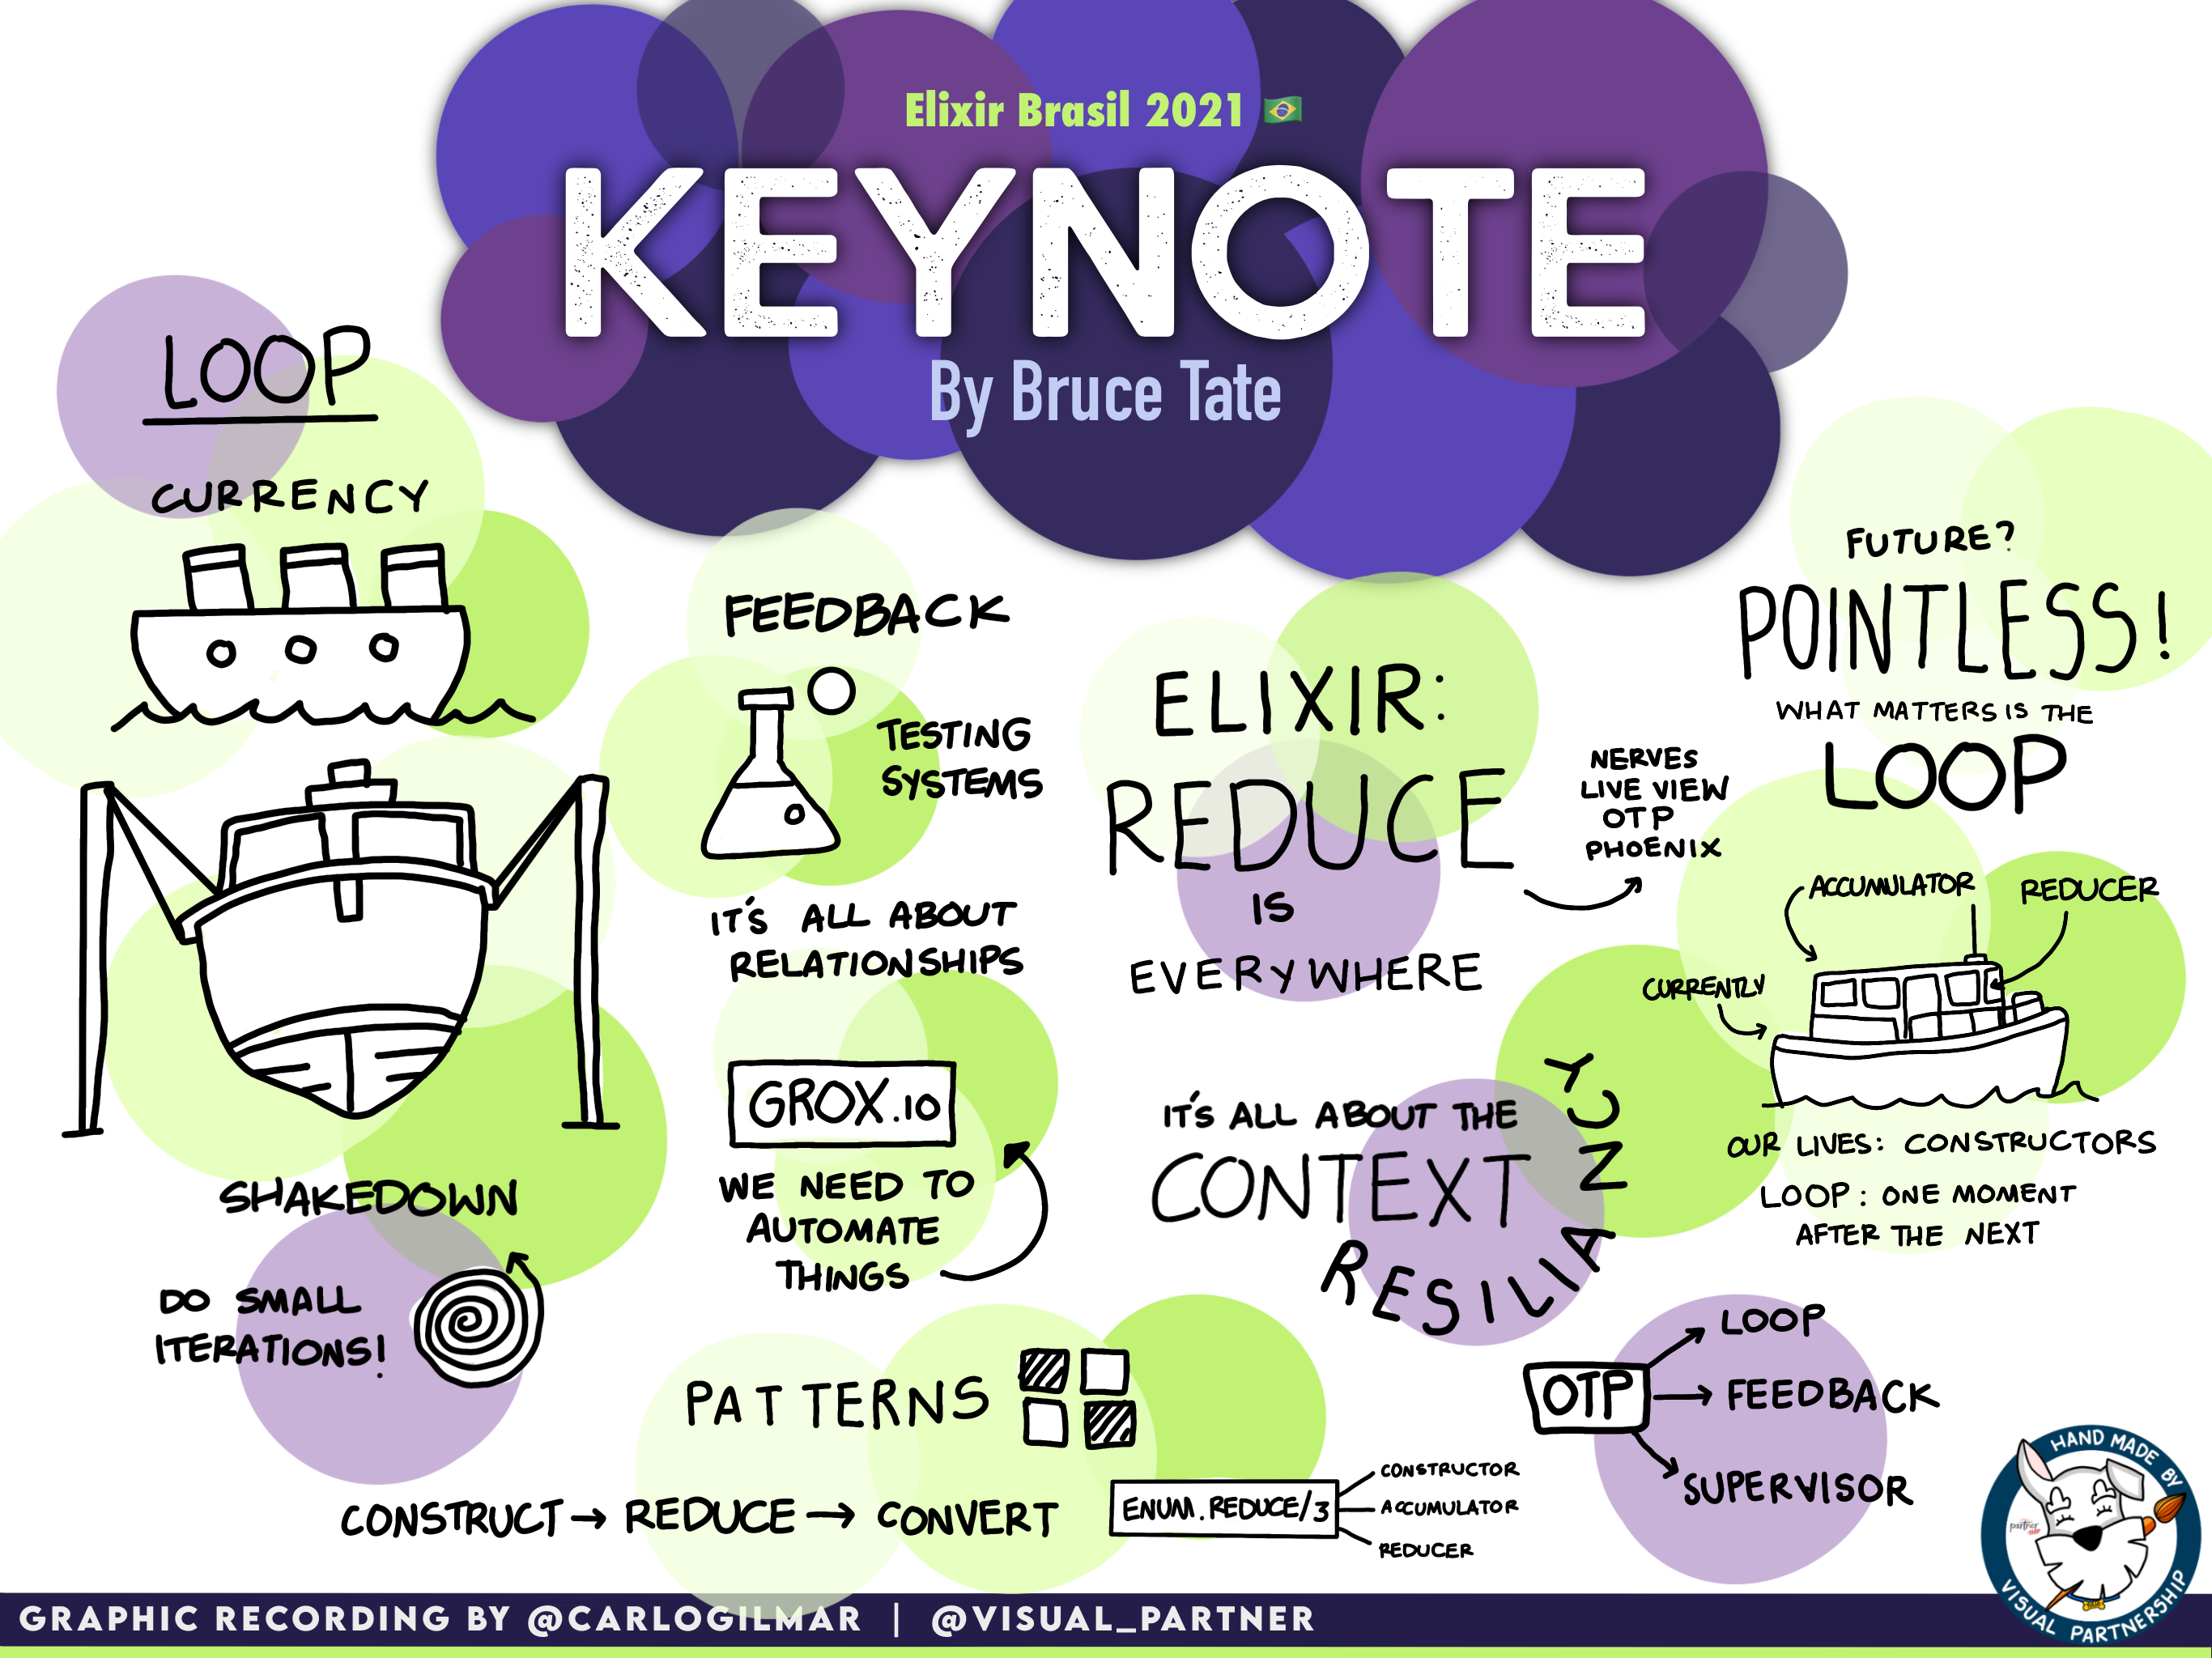 Elixir Brasil 2021
KEYNOTE
By Bruce Tate
LOOP
CURRENCY
SHAKEDOWN
DO SMALL
ITERATIONS!
FEEDBACK
TESTING
SYSTEMS
IT'S ALL ABOUT
RELATIONSHIPS
GROX.IO
WE NEED TO
AUTOMATE
THINGS
ELIXIR:
REDUCE
IS
EVERYWHERE
NERVES
LIVE VIEW
OTP
PHOENIX
IT'S ALL ABOUT THE
CONTEXT
RESILIANCY
FUTURE?
POINTLESS!
WHAT MATTERS IS THE
LOOP
ACCUMULATOR
REDUCER
CURRENTLY
OUR LIVES: CONSTRUCTORS
LOOP: ONE MOMENT
AFTER THE NEXT
PATTERNS
CONSTRUCT → REDUCE → CONVERT
ENUM.REDUCE/3
CONSTRUCTOR
ACCUMULATOR
REDUCER
OTP
LOOP
FEEDBACK
SUPERVISOR
HAND MADE BY
partner
VISUAL PARTNERSHIP
GRAPHIC RECORDING BY @CARLOGILMAR | @VISUAL_PARTNER